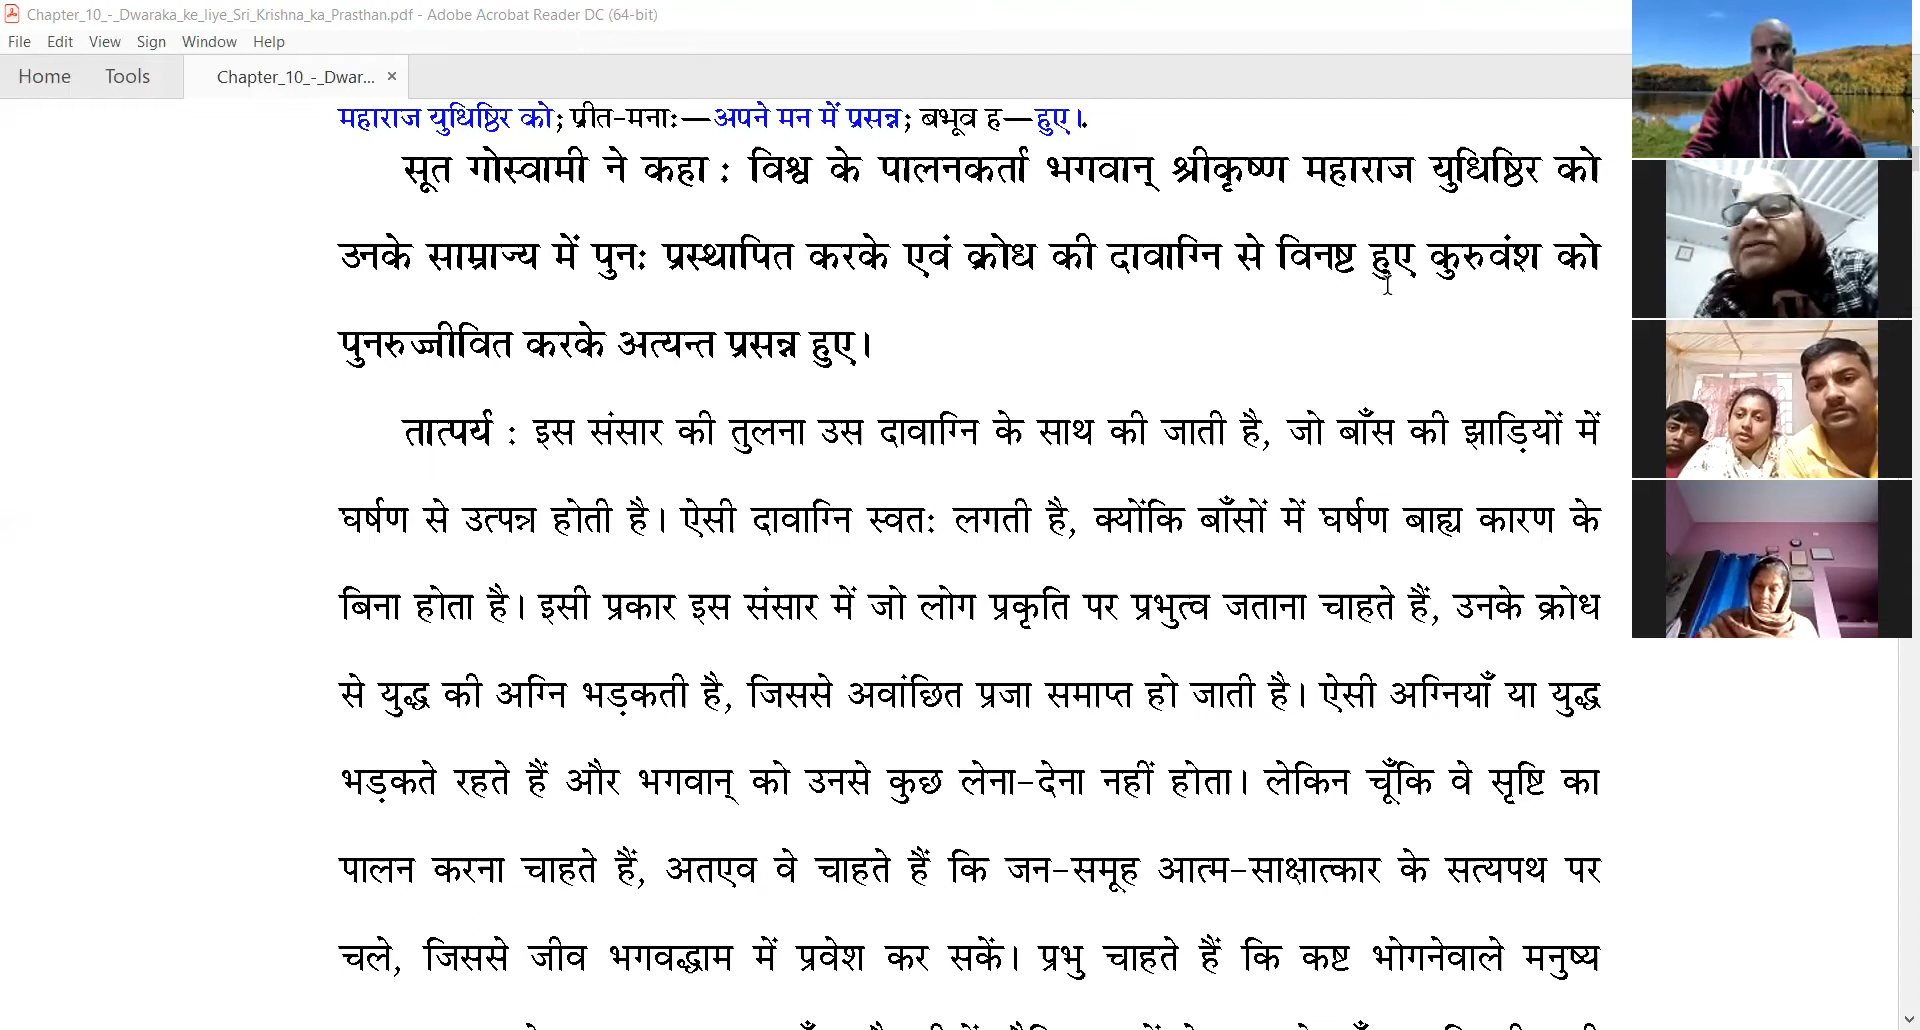 Chapter_10_-_Dwaraka_ke_liye_Sri_Krishna_ka_Prasthan.pdf - Adobe Acrobat Reader DC (64-bit)
File Edit View Sign Window Help
Home Tools Chapter_10_-_Dwar... ×
महाराज युधिष्ठिर को; प्रीत-मनाः—अपने मन में प्रसन्न; बभूव ह—हुए।.
सूत गोस्वामी ने कहा : विश्व के पालनकर्ता भगवान् श्रीकृष्ण महाराज युधिष्ठिर को
उनके साम्राज्य में पुनः प्रस्थापित करके एवं क्रोध की दावाग्नि से विनष्ट हुए कुरुवंश को
पुनरुज्जीवित करके अत्यन्त प्रसन्न हुए।
तात्पर्य : इस संसार की तुलना उस दावाग्नि के साथ की जाती है, जो बाँस की झाड़ियों में
घर्षण से उत्पन्न होती है। ऐसी दावाग्नि स्वतः लगती है, क्योंकि बाँसों में घर्षण बाह्य कारण के
बिना होता है। इसी प्रकार इस संसार में जो लोग प्रकृति पर प्रभुत्व जताना चाहते हैं, उनके क्रोध
से युद्ध की अग्नि भड़कती है, जिससे अवांछित प्रजा समाप्त हो जाती है। ऐसी अग्नियाँ या युद्ध
भड़कते रहते हैं और भगवान् को उनसे कुछ लेना-देना नहीं होता। लेकिन चूँकि वे सृष्टि का
पालन करना चाहते हैं, अतएव वे चाहते हैं कि जन-समूह आत्म-साक्षात्कार के सत्यपथ पर
चले, जिससे जीव भगवद्धाम में प्रवेश कर सकें। प्रभु चाहते हैं कि कष्ट भोगनेवाले मनुष्य